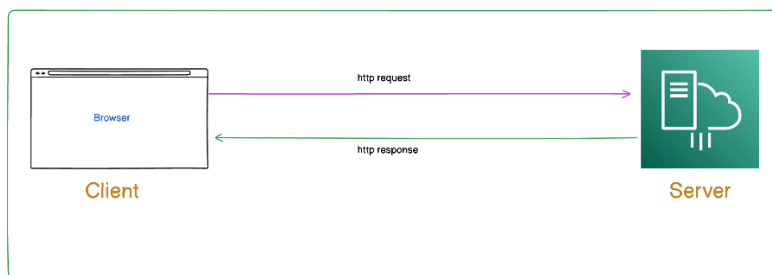 http request
Browser
http response
Client
Server